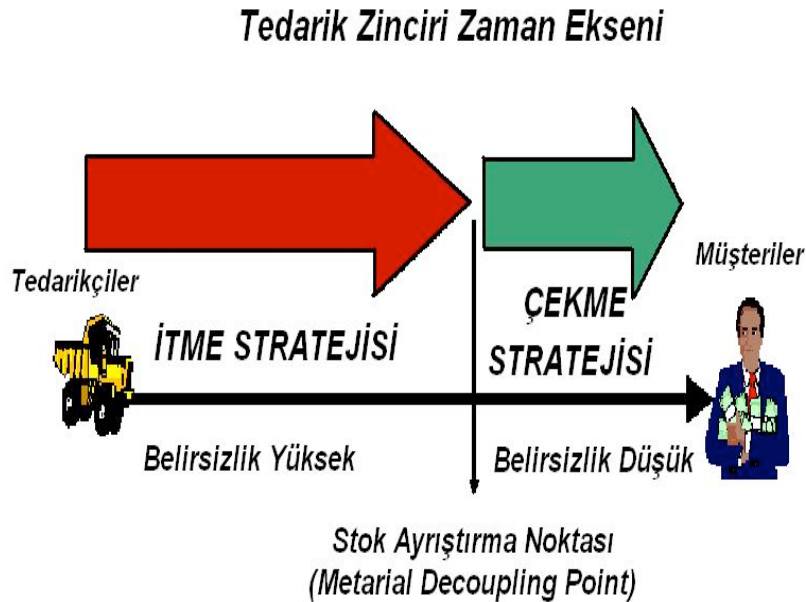 Tedarik Zinciri Zaman Ekseni
Tedarikçiler
Müşteriler
İTME STRATEJİSİ
ÇEKME
STRATEJİSİ
Belirsizlik Yüksek
Belirsizlik Düşük
Stok Ayrıştırma Noktası
(Metarial Decoupling Point)